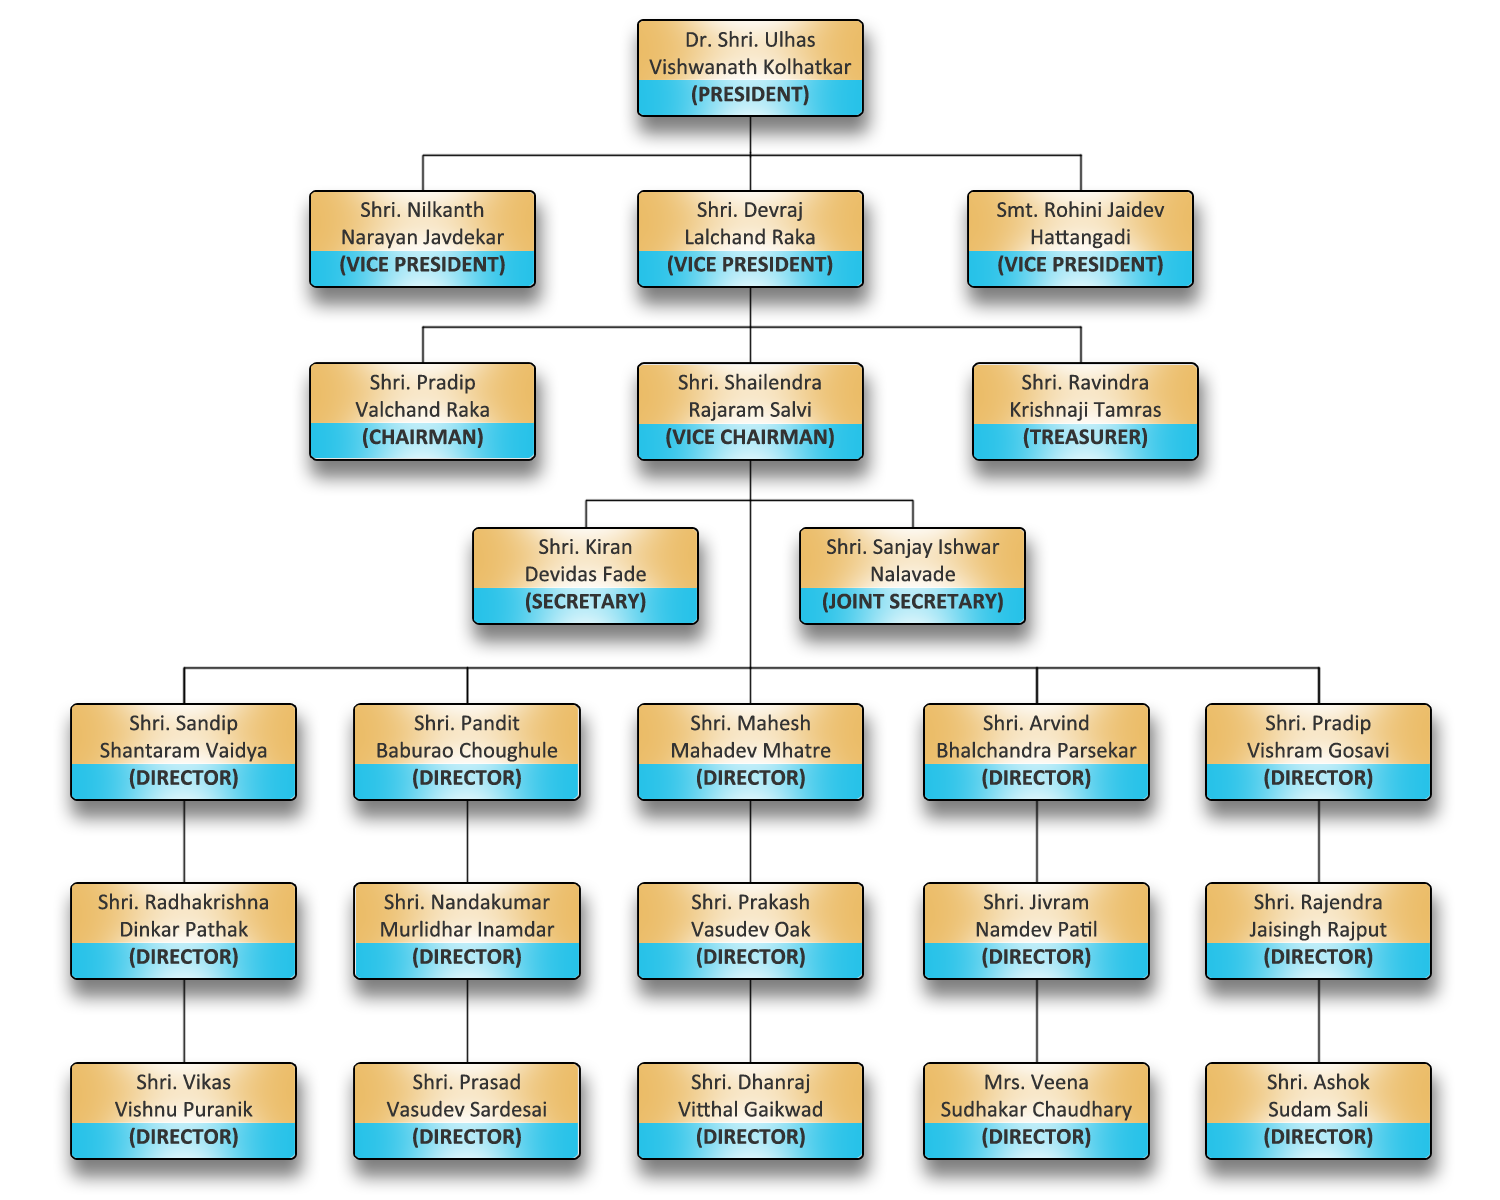 Dr. Shri. Ulhas
Vishwanath Kolhatkar
(PRESIDENT)
Shri. Nilkanth
Narayan Javdekar
(VICE PRESIDENT)
Shri. Devraj
Lalchand Raka
(VICE PRESIDENT)
Smt. Rohini Jaidev
Hattangadi
(VICE PRESIDENT)
Shri. Pradip
Valchand Raka
(CHAIRMAN)
Shri. Shailendra
Rajaram Salvi
(VICE CHAIRMAN)
Shri. Ravindra
Krishnaji Tamras
(TREASURER)
Shri. Kiran
Devidas Fade
(SECRETARY)
Shri. Sanjay Ishwar
Nalavade
(JOINT SECRETARY)
Shri. Sandip
Shantaram Vaidya
(DIRECTOR)
Shri. Pandit
Baburao Choughule
(DIRECTOR)
Shri. Mahesh
Mahadev Mhatre
(DIRECTOR)
Shri. Arvind
Bhalchandra Parsekar
(DIRECTOR)
Shri. Pradip
Vishram Gosavi
(DIRECTOR)
Shri. Radhakrishna
Dinkar Pathak
(DIRECTOR)
Shri. Nandakumar
Murlidhar Inamdar
(DIRECTOR)
Shri. Prakash
Vasudev Oak
(DIRECTOR)
Shri. Jivram
Namdev Patil
(DIRECTOR)
Shri. Rajendra
Jaisingh Rajput
(DIRECTOR)
Shri. Vikas
Vishnu Puranik
(DIRECTOR)
Shri. Prasad
Vasudev Sardesai
(DIRECTOR)
Shri. Dhanraj
Vitthal Gaikwad
(DIRECTOR)
Mrs. Veena
Sudhakar Chaudhary
(DIRECTOR)
Shri. Ashok
Sudam Sali
(DIRECTOR)